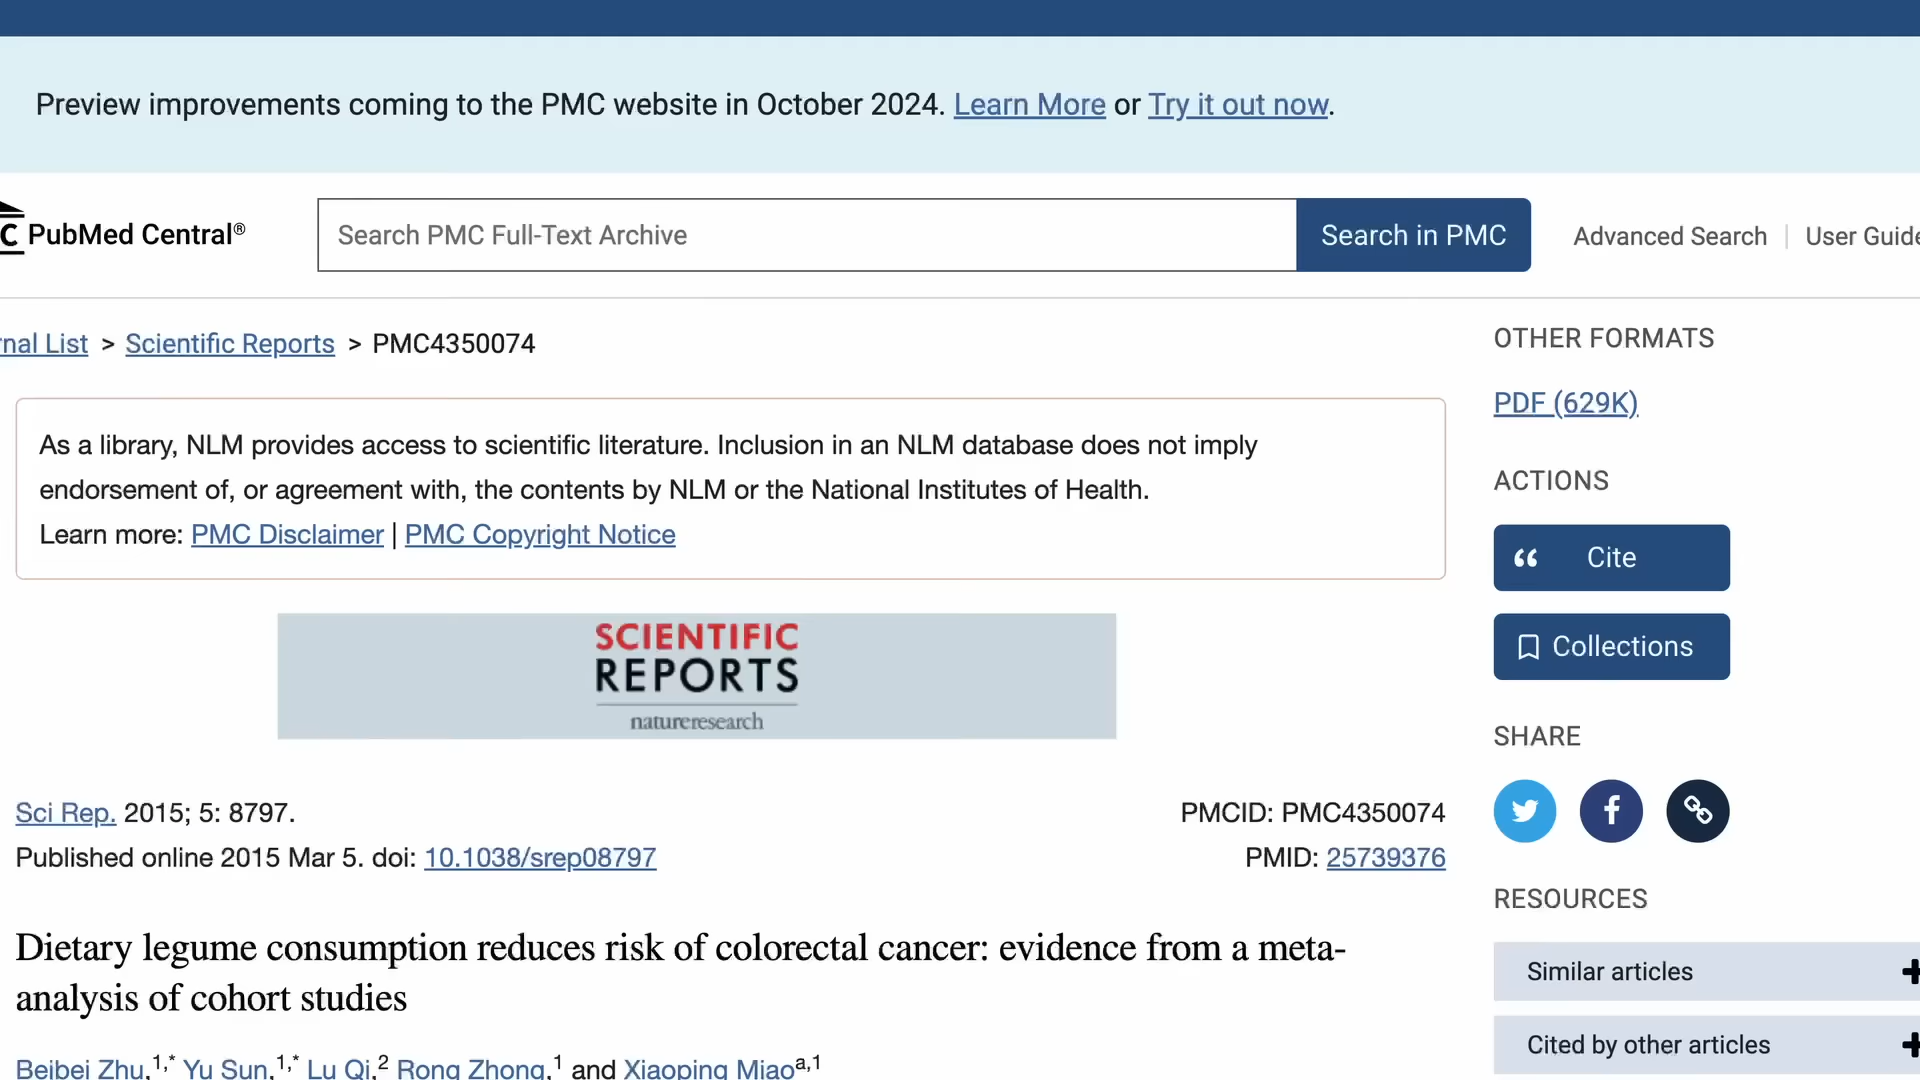 Preview improvements coming to the PMC website in October 2024. Learn More or Try it out now.
C PubMed Central®
Search PMC Full-Text Archive
Search in PMC
Advanced Search
User Guide
nal List > Scientific Reports > PMC4350074
As a library, NLM provides access to scientific literature. Inclusion in an NLM database does not imply
endorsement of, or agreement with, the contents by NLM or the National Institutes of Health.
Learn more: PMC Disclaimer | PMC Copyright Notice
SCIENTIFIC
REPORTS
natureresearch
Sci Rep. 2015; 5: 8797.
Published online 2015 Mar 5. doi: 10.1038/srep08797
PMCID: PMC4350074
PMID: 25739376
Dietary legume consumption reduces risk of colorectal cancer: evidence from a meta-
analysis of cohort studies
Beibei Zhu,1,* Yu Sun,1,* Lu Qi,2 Rong Zhong,1 and Xiaoping Miaoa,1
OTHER FORMATS
PDF (629K)
ACTIONS
Cite
Collections
SHARE
RESOURCES
Similar articles
Cited by other articles